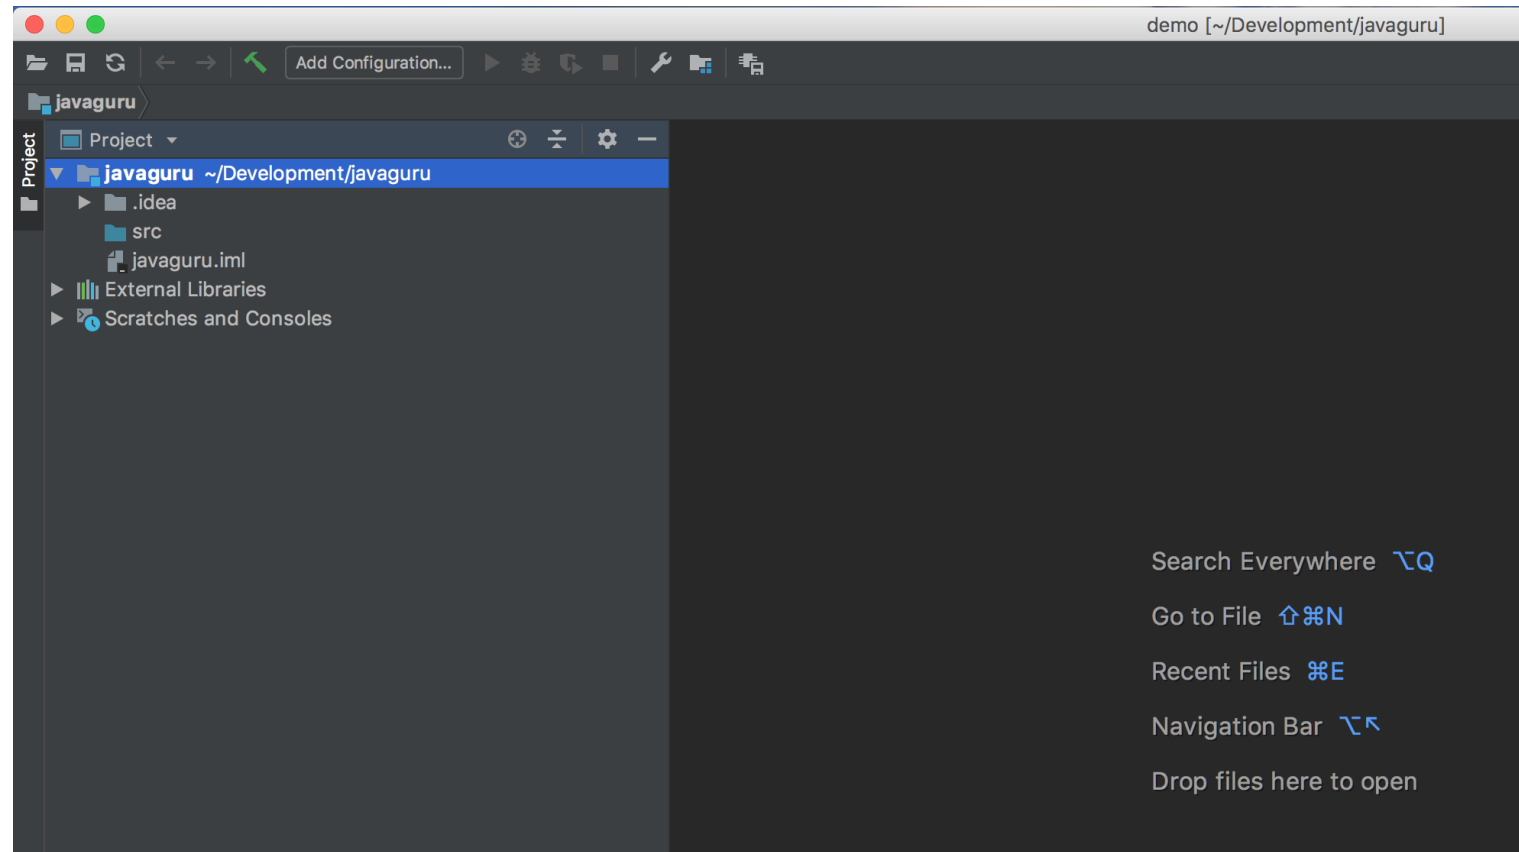 demo [~/Development/javaguru]
Add Configuration...
javaguru
Project
Project
javaguru ~/Development/javaguru
.idea
src
javaguru.iml
External Libraries
Scratches and Consoles
Search Everywhere ⌥Q
Go to File ⇧⌘N
Recent Files ⌘E
Navigation Bar ⌥↖
Drop files here to open